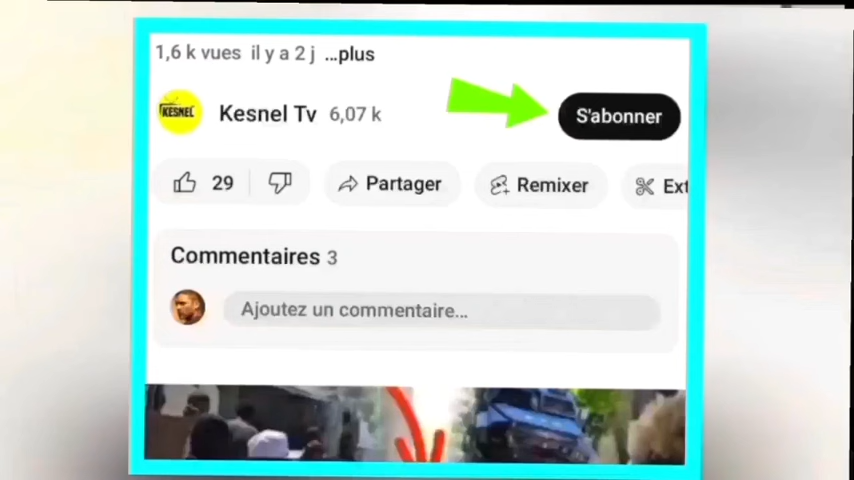 1,6 k vues il y a 2 j ...plus
KESNEL
Kesnel Tv 6,07 k
S'abonner
29
Partager
Remixer
Ext
Commentaires 3
Ajoutez un commentaire...